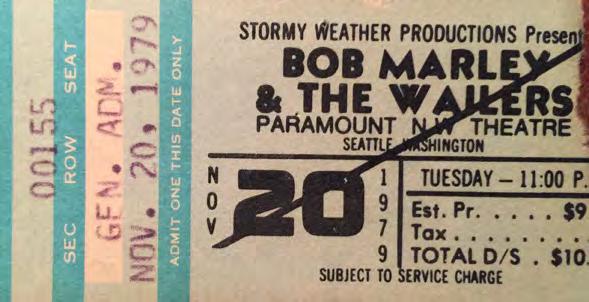 00155
SEC ROW SEAT
GEN. ADM.
NOV. 20, 1979
ADMIT ONE THIS DATE ONLY
STORMY WEATHER PRODUCTIONS Present
BOB MARLEY
& THE WAILERS
PARAMOUNT N.W. THEATRE
SEATTLE, WASHINGTON
NOV
20
1979
TUESDAY — 11:00 P.
Est. Pr. . . . . . $9
Tax . . . . . . .
TOTAL D/S . $10.
SUBJECT TO SERVICE CHARGE